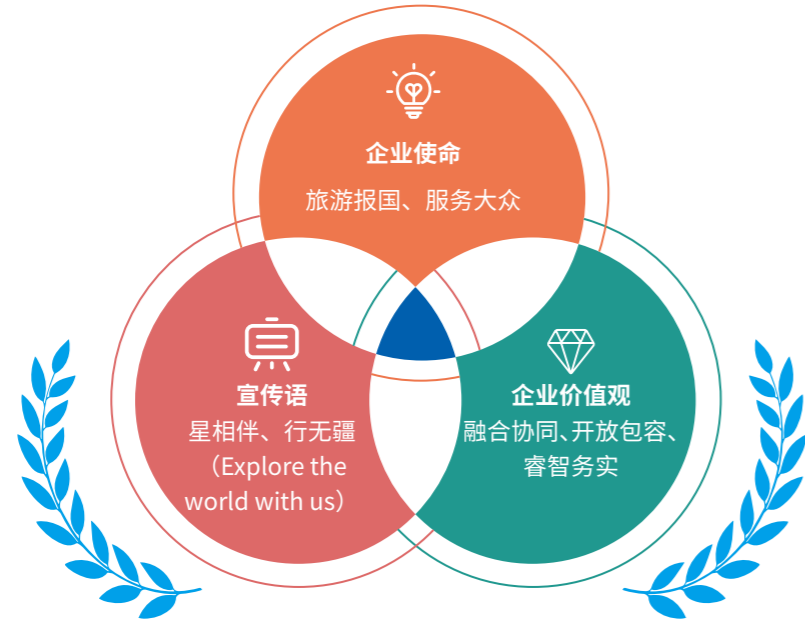 企业使命
旅游报国、服务大众
宣传语
星相伴、行无疆
（Explore the
world with us）
企业价值观
融合协同、开放包容、
睿智务实